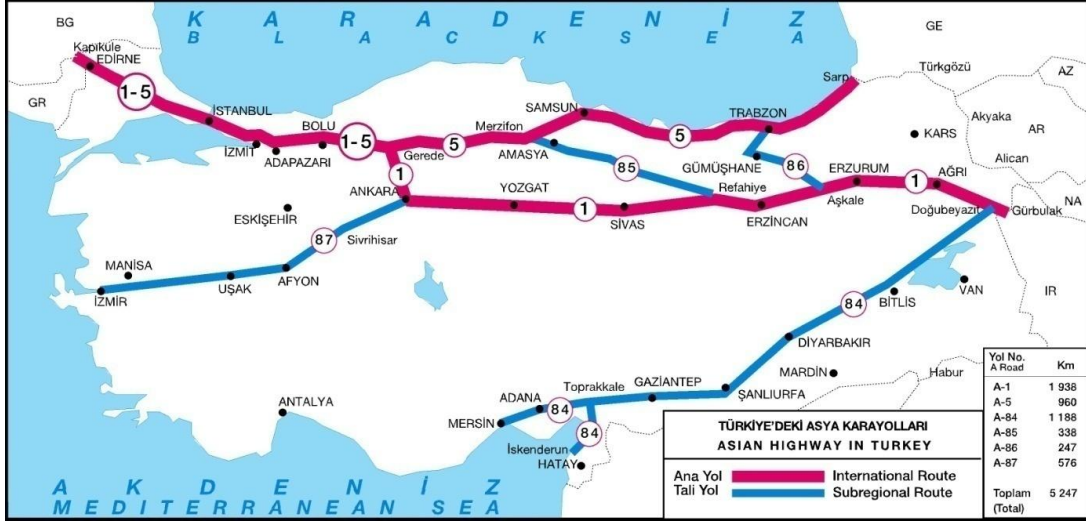 KARADENİZ
BLACK SEA
BG
GE
Kapıkule
EDİRNE
Türkgözü
AZ
Sarp
1-5
GR
İSTANBUL
SAMSUN
TRABZON
Akyaka
BOLU
1-5
Merzifon
5
KARS
AR
İZMİT
Gerede
5
ADAPAZARI
AMASYA
GÜMÜŞHANE
86
Alican
1
85
ERZURUM
1
AĞRI
ANKARA
YOZGAT
Refahiye
Aşkale
NA
ESKİŞEHİR
1
SİVAS
ERZİNCAN
Doğubeyazıt
Gürbulak
87
Sivrihisar
MANİSA
İZMİR
UŞAK
AFYON
VAN
IR
BİTLİS
84
DİYARBAKIR
MARDİN
Habur
GAZİANTEP
ŞANLIURFA
Toprakkale
ADANA
84
MERSİN
ANTALYA
84
İskenderun
HATAY
AKDENİZ
MEDITERRANEAN SEA
TÜRKİYE'DEKİ ASYA KARAYOLLARI
ASIAN HIGHWAY IN TURKEY
Ana Yol International Route
Tali Yol Subregional Route
Yol No.
A Road Km
A-1 1 938
A-5 960
A-84 1 188
A-85 338
A-86 247
A-87 576
Toplam 5 247
(Total)